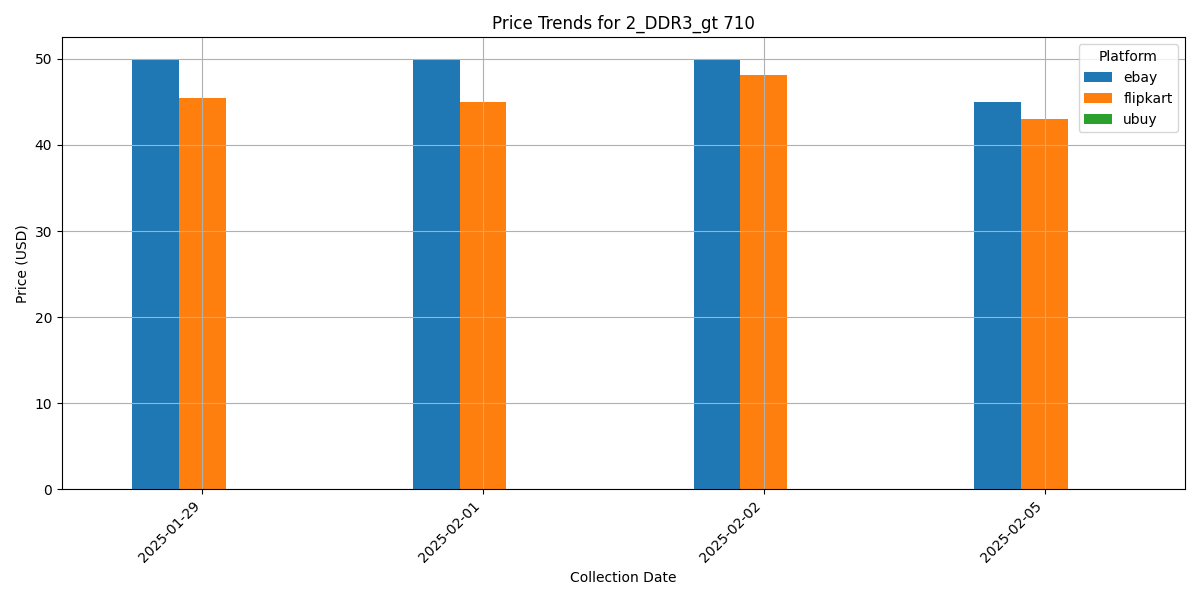 Price Trends for 2_DDR3_gt 710
Price (USD)
50
40
30
20
10
0
Platform
ebay
flipkart
ubuy
2025-01-29
2025-02-01
2025-02-02
2025-02-05
Collection Date